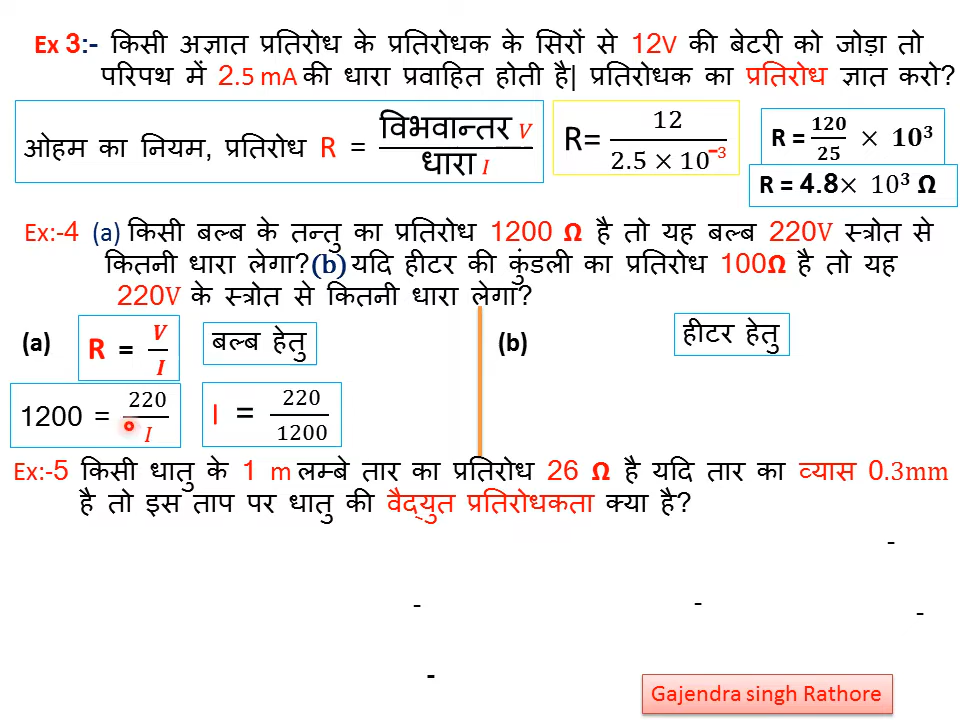 Ex 3:- किसी अज्ञात प्रतिरोध के प्रतिरोधक के सिरों से 12V की बेटरी को जोड़ा तो
परिपथ में 2.5 mA की धारा प्रवाहित होती है| प्रतिरोधक का प्रतिरोध ज्ञात करो?
ओहम का नियम, प्रतिरोध R = विभवान्तर V / धारा I
R= 12 / 2.5 × 10⁻³
R = 120/25 × 10³
R = 4.8× 10³ Ω
Ex:-4 (a) किसी बल्ब के तन्तु का प्रतिरोध 1200 Ω है तो यह बल्ब 220V स्त्रोत से
कितनी धारा लेगा?(b) यदि हीटर की कुंडली का प्रतिरोध 100Ω है तो यह
220V के स्त्रोत से कितनी धारा लेगा?
(a) R = V/I बल्ब हेतु
(b) हीटर हेतु
1200 = 220/I
I = 220/1200
Ex:-5 किसी धातु के 1 m लम्बे तार का प्रतिरोध 26 Ω है यदि तार का व्यास 0.3mm
है तो इस ताप पर धातु की वैद्युत प्रतिरोधकता क्या है?
Gajendra singh Rathore